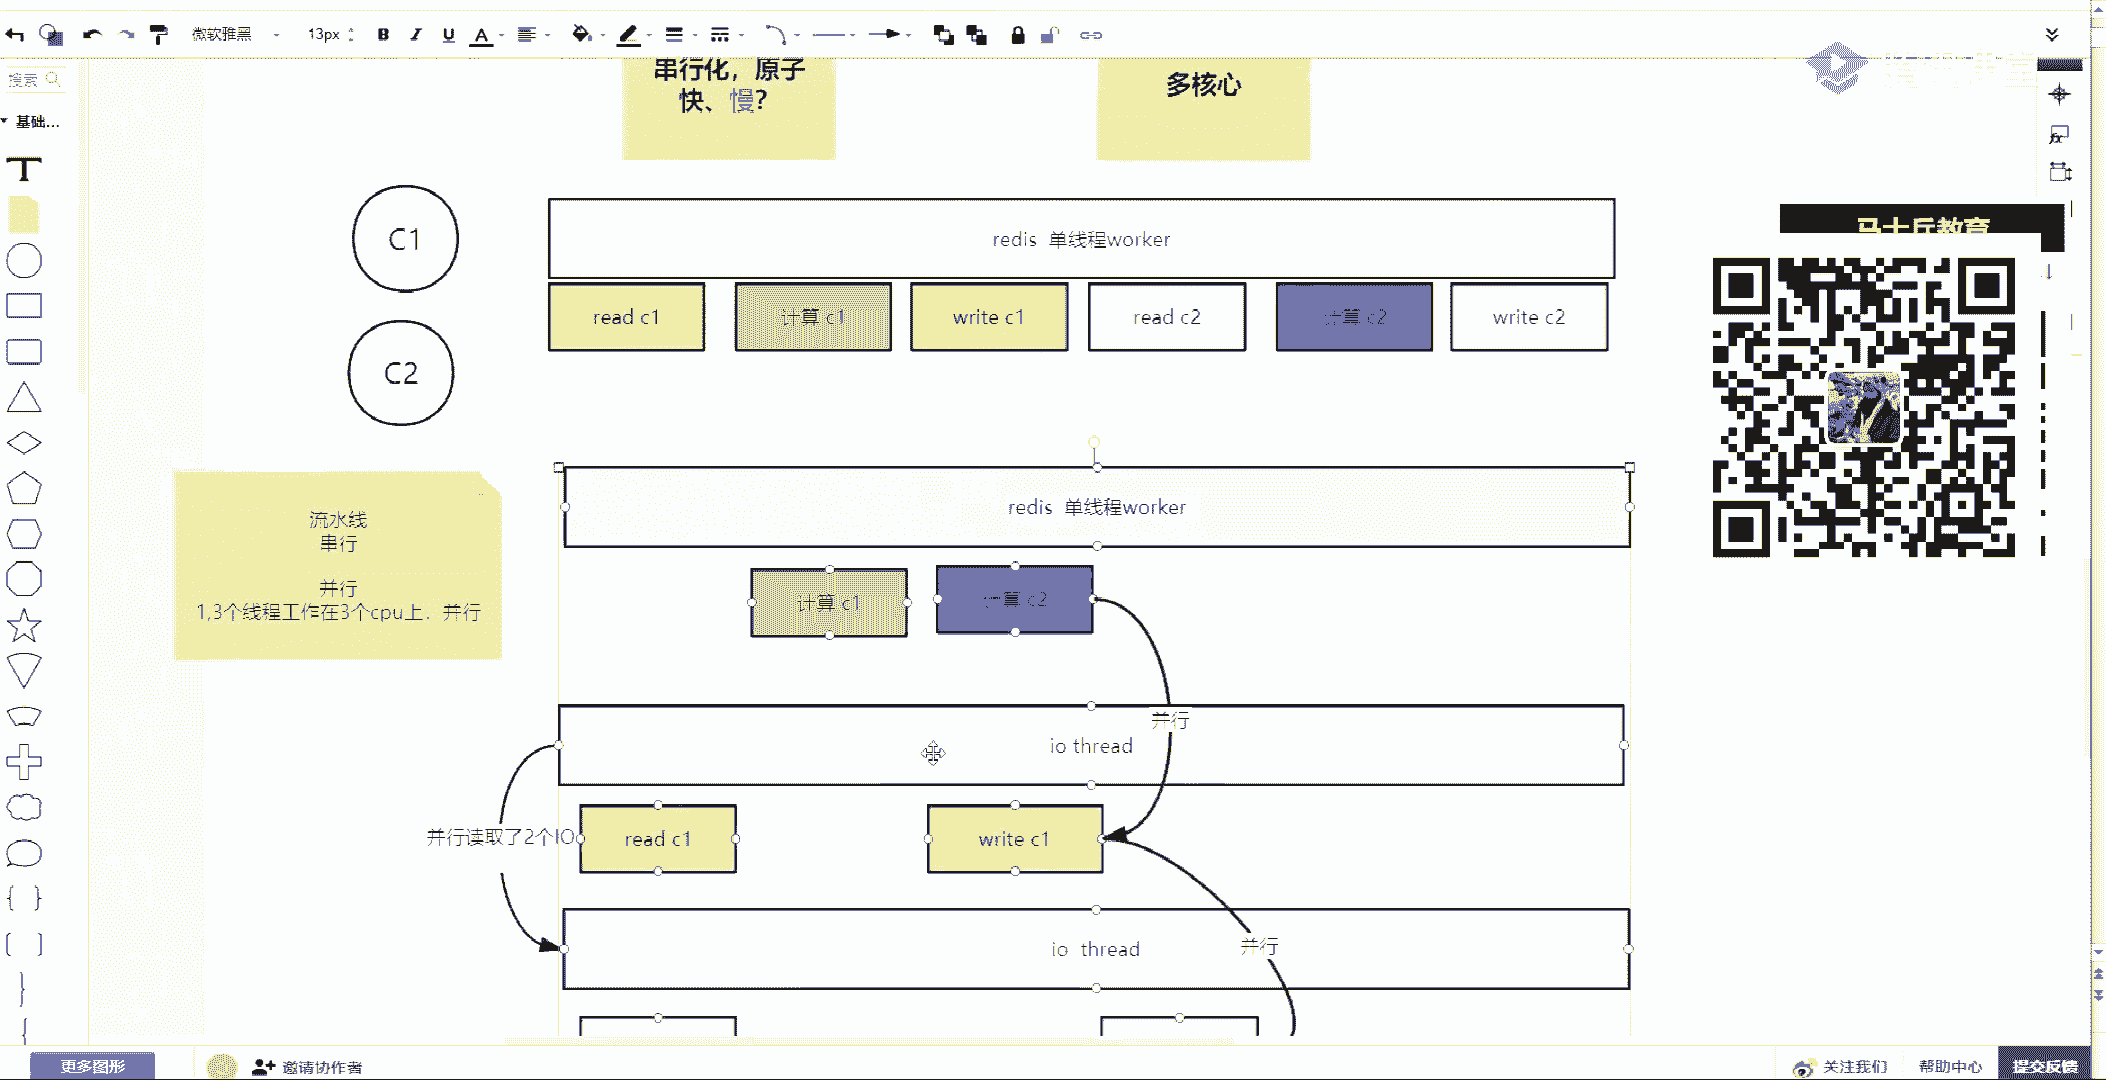 微软雅黑
13px
B I U A
搜索
基础...
T
串行化，原子
快、慢？
多核心
C1
redis 单线程worker
read c1
计算 c1
write c1
read c2
计算 c2
write c2
C2
马士兵教育
redis 单线程worker
流水线
串行
并行
1,3个线程工作在3个cpu上，并行
计算 c1
计算 c2
并行
io thread
并行读取了2个IO
read c1
write c1
io thread
并行
更多图形
邀请协作者
关注我们
帮助中心
提交反馈